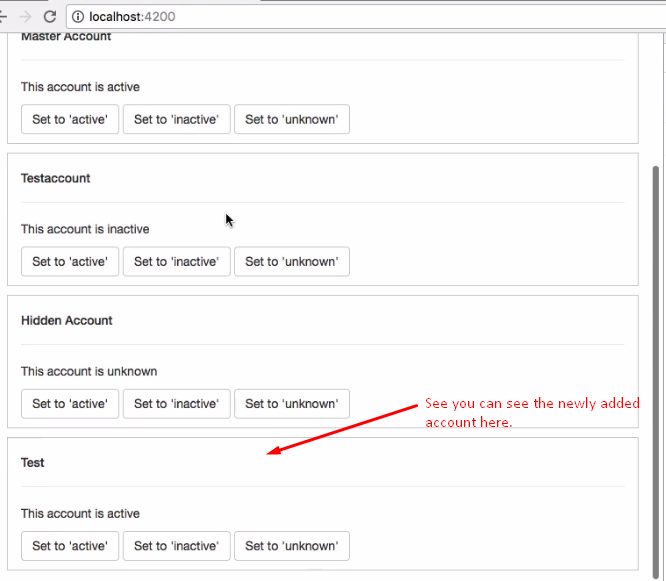 localhost:4200
Master Account
This account is active
Set to 'active' Set to 'inactive' Set to 'unknown'
Testaccount
This account is inactive
Set to 'active' Set to 'inactive' Set to 'unknown'
Hidden Account
This account is unknown
Set to 'active' Set to 'inactive' Set to 'unknown'
See you can see the newly added
account here.
Test
This account is active
Set to 'active' Set to 'inactive' Set to 'unknown'